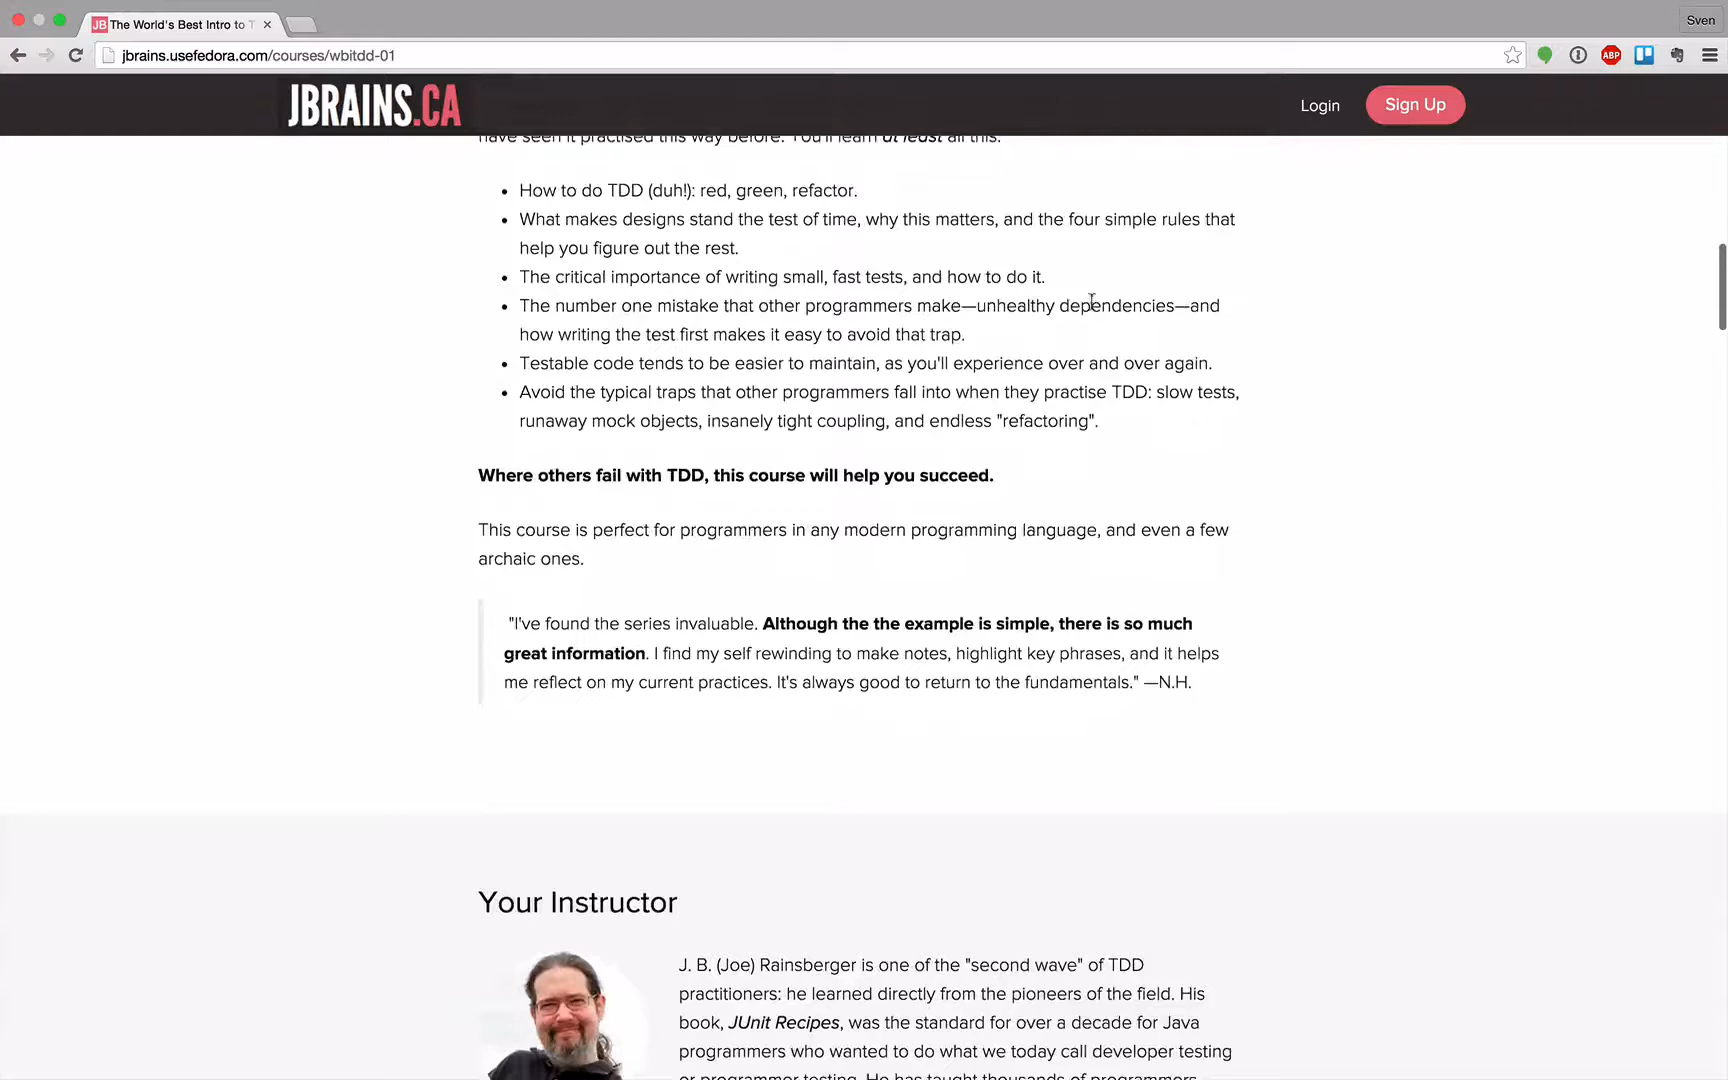 Sven
JB The World's Best Intro to T
jbrains.usefedora.com/courses/wbitdd-01
ABP
JBRAINS.CA
Login
Sign Up
have seen it practised this way before. You'll learn at least all this:
How to do TDD (duh!): red, green, refactor.
What makes designs stand the test of time, why this matters, and the four simple rules that
help you figure out the rest.
The critical importance of writing small, fast tests, and how to do it.
The number one mistake that other programmers make—unhealthy dependencies—and
how writing the test first makes it easy to avoid that trap.
Testable code tends to be easier to maintain, as you'll experience over and over again.
Avoid the typical traps that other programmers fall into when they practise TDD: slow tests,
runaway mock objects, insanely tight coupling, and endless "refactoring".
Where others fail with TDD, this course will help you succeed.
This course is perfect for programmers in any modern programming language, and even a few
archaic ones.
"I've found the series invaluable. Although the the example is simple, there is so much
great information. I find my self rewinding to make notes, highlight key phrases, and it helps
me reflect on my current practices. It's always good to return to the fundamentals." —N.H.
Your Instructor
J. B. (Joe) Rainsberger is one of the "second wave" of TDD
practitioners: he learned directly from the pioneers of the field. His
book, JUnit Recipes, was the standard for over a decade for Java
programmers who wanted to do what we today call developer testing
or programmer testing. He has taught thousands of programmers